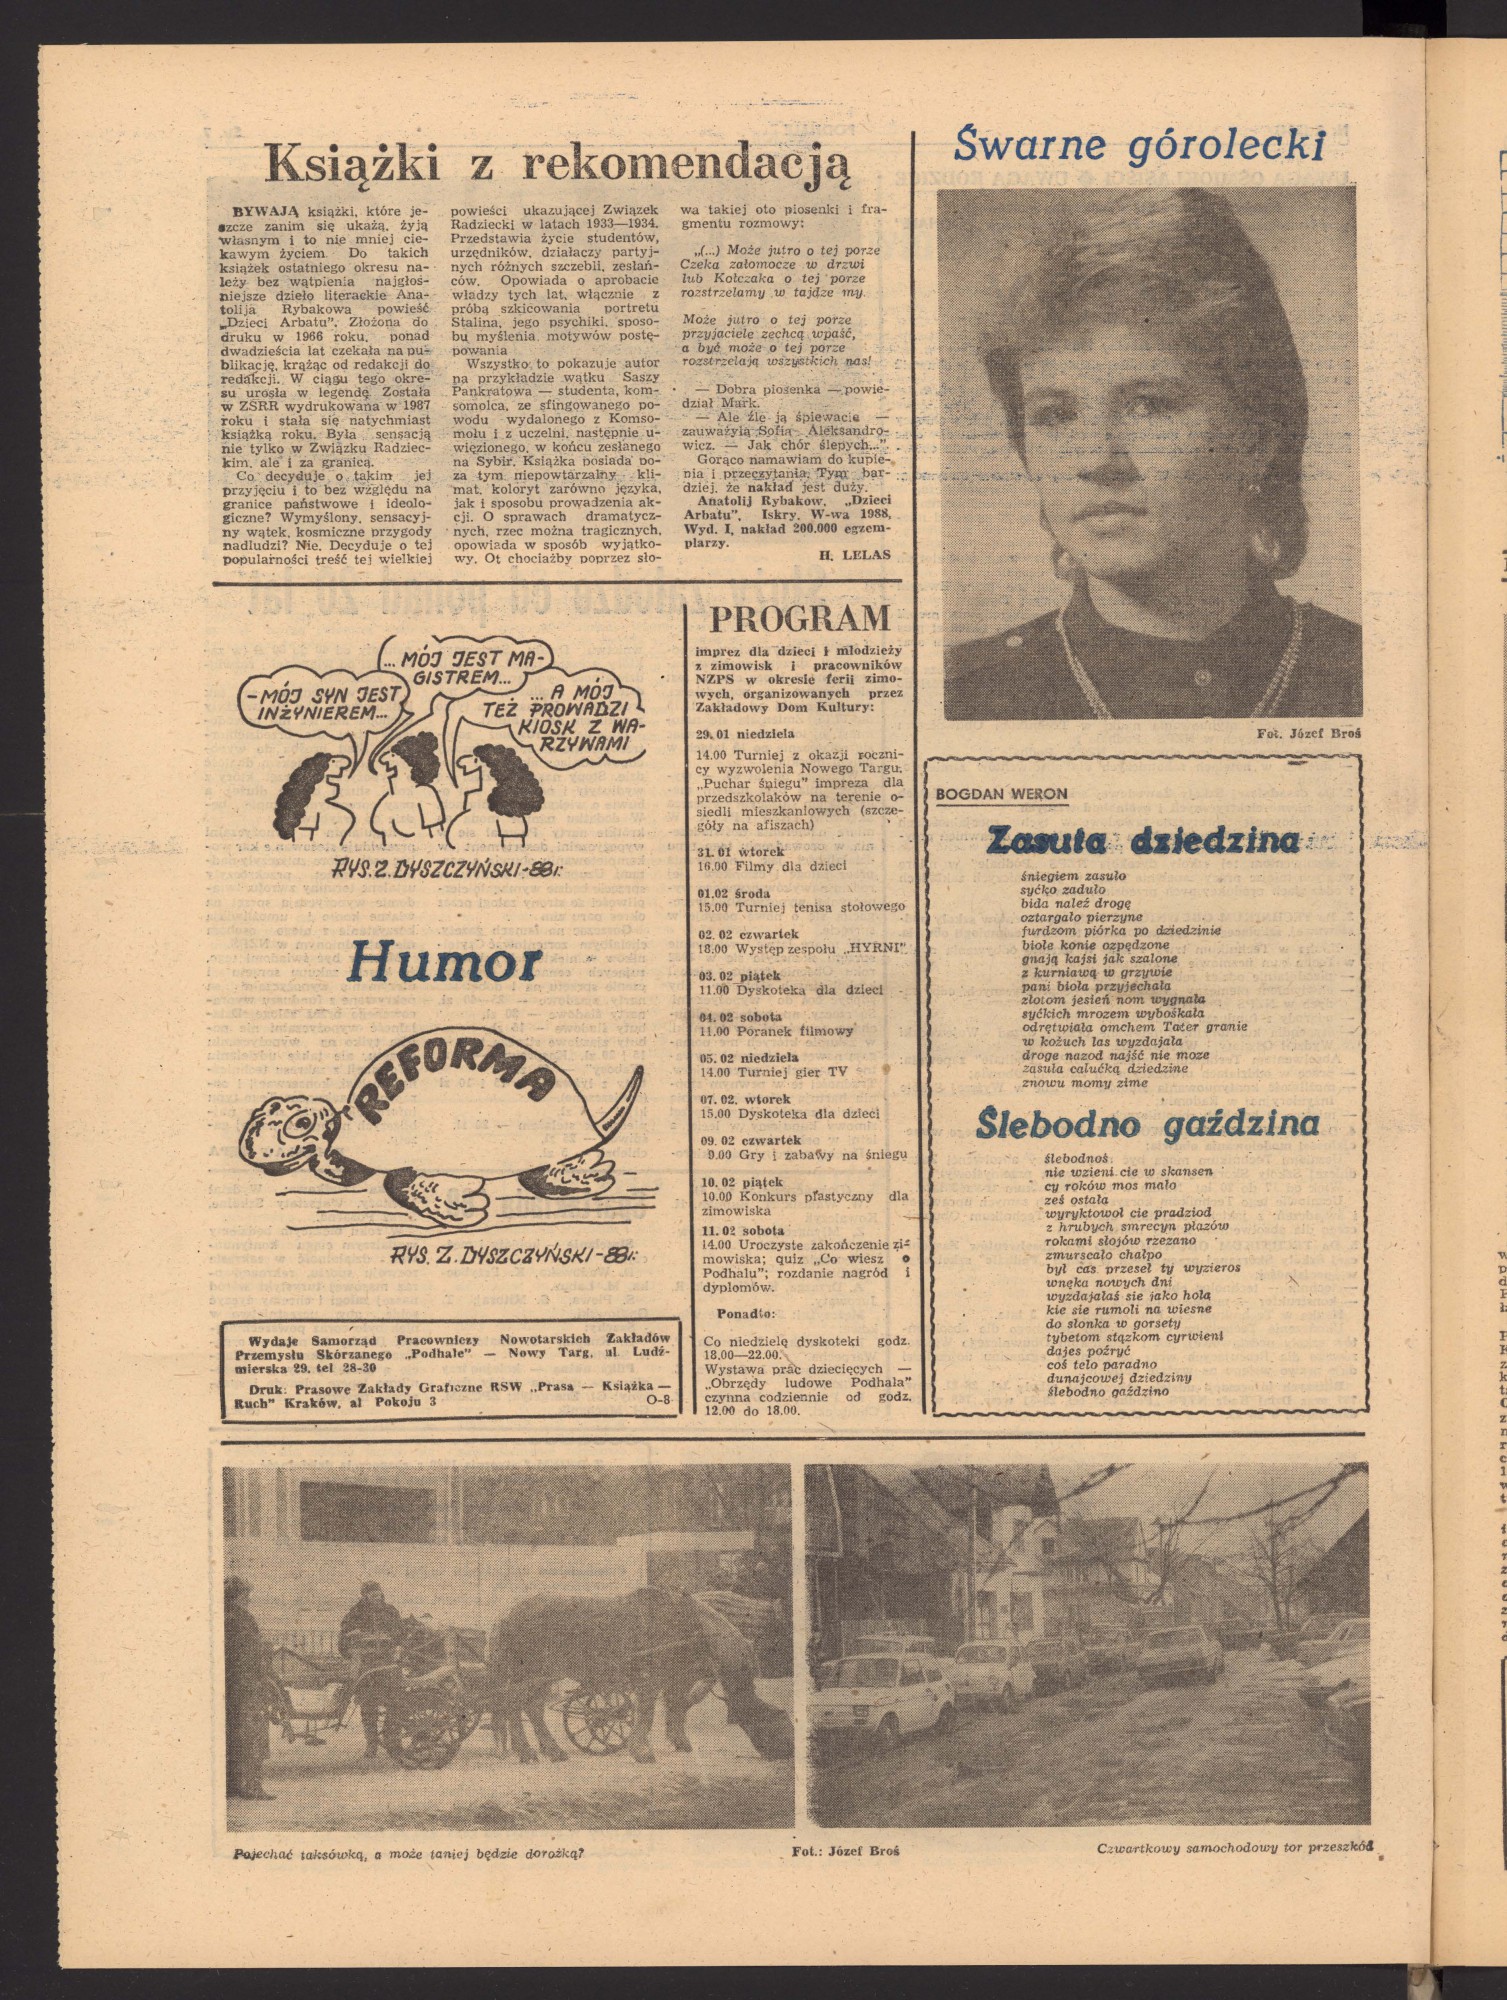 Książki z rekomendacją
BYWAJĄ książki, które je-
szcze zanim się ukażą, żyją
własnym i to nie mniej cie-
kawym życiem. Do takich
książek ostatniego okresu na-
leży bez wątpienia najgłoś-
niejsze dzieło literackie Ana-
tolija Rybakowa powieść
„Dzieci Arbatu". Złożona do
druku w 1966 roku, ponad
dwadzieścia lat czekała na pu-
blikację, krążąc od redakcji do
redakcji. W ciągu tego okre-
su urosła w legendę. Została
w ZSRR wydrukowana w 1987
roku i stała się natychmiast
książką roku. Była sensacją
nie tylko w Związku Radziec-
kim, ale i za granicą.
Co decyduje o takim jej
przyjęciu i to bez względu na
granice państwowe i ideolo-
giczne? Wymyślony, sensacyj-
ny wątek, kosmiczne przygody
nadludzi? Nie. Decyduje o tej
popularności treść tej wielkiej
powieści ukazującej Związek
Radziecki w latach 1933—1934.
Przedstawia życie studentów,
urzędników, działaczy partyj-
nych różnych szczebli, zesłań-
ców. Opowiada o aprobacie
władzy tych lat, włącznie z
próbą szkicowania portretu
Stalina, jego psychiki, sposo-
bu myślenia motywów postę-
powania
Wszystko to pokazuje autor
na przykładzie wątku Saszy
Pankratowa — studenta, kom-
somolca, ze sfingowanego po-
wodu wydalonego z Komso-
mołu i z uczelni, następnie u-
więzionego, w końcu zesłanego
na Sybir. Książka posiada po-
za tym niepowtarzalny kli-
mat, koloryt zarówno języka,
jak i sposobu prowadzenia ak-
cji. O sprawach dramatycz-
nych, rzec można tragicznych,
opowiada w sposób wyjątko-
wy. Ot chociażby poprzez sło-
wa takiej oto piosenki i fra-
gmentu rozmowy:
„(...) Może jutro o tej porze
Czeka załomocze w drzwi
lub Kołczaka o tej porze
rozstrzelamy w tajdze my.
Może jutro o tej porze
przyjaciele zechcą wpaść,
a być może o tej porze
rozstrzelają wszystkich nas!
— Dobra piosenka — powie-
dział Mark.
— Ale źle ją śpiewacie —
zauważyła Sofia Aleksandro-
wicz. — Jak chór ślepych..."
Gorąco namawiam do kupie-
nia i przeczytania. Tym bar-
dziej, że nakład jest duży.
Anatolij Rybakow, „Dzieci
Arbatu", Iskry, W-wa 1988,
Wyd. I, nakład 200.000 egzem-
plarzy.
H. LELAS
- MÓJ SYN JEST
INŻYNIEREM...
... MÓJ JEST MA-
GISTREM...
... A MÓJ
TEŻ PROWADZI
KIOSK Z WA-
RZYWAMI
RYS. Z. DYSZCZYŃSKI - 88r.
Humor
REFORMA
RYS. Z. DYSZCZYŃSKI - 88r.
Wydaje Samorząd Pracowniczy Nowotarskich Zakładów
Przemysłu Skórzanego „Podhale" — Nowy Targ, ul. Ludź-
mierska 29, tel 28-30
Druk: Prasowe Zakłady Graficzne RSW „Prasa — Książka —
Ruch" Kraków, al Pokoju 3 O-8
PROGRAM
imprez dla dzieci i młodzieży
z zimowisk i pracowników
NZPS w okresie ferii zimo-
wych, organizowanych przez
Zakładowy Dom Kultury:
29.01 niedziela
14.00 Turniej z okazji roczni-
cy wyzwolenia Nowego Targu.
„Puchar śniegu" impreza dla
przedszkolaków na terenie o-
siedli mieszkaniowych (szcze-
góły na afiszach)
31.01 wtorek
16.00 Filmy dla dzieci
01.02 środa
15.00 Turniej tenisa stołowego
02.02 czwartek
18.00 Występ zespołu „HYRNI"
03.02 piątek
11.00 Dyskoteka dla dzieci
04.02 sobota
11.00 Poranek filmowy
05.02 niedziela
14.00 Turniej gier TV
07.02. wtorek
15.00 Dyskoteka dla dzieci
09.02 czwartek
9.00 Gry i zabawy na śniegu
10.02 piątek
10.00 Konkurs plastyczny dla
zimowiska
11.02 sobota
14.00 Uroczyste zakończenie zi-
mowiska; quiz „Co wiesz o
Podhalu"; rozdanie nagród i
dyplomów.
Ponadto:
Co niedzielę dyskoteki godz.
18.00—22.00.
Wystawa prac dziecięcych —
„Obrzędy ludowe Podhala"
czynna codziennie od godz.
12.00 do 18.00.
Śwarne górolecki
Fot. Józef Broś
BOGDAN WERON
Zasuta dziedzina
śniegiem zasuło
syćko zaduło
bida naleź drogę
oztargało pierzyne
furdzom piórka po dziedzinie
biołe konie ozpędzone
gnają kajsi jak szalone
z kurniawą w grzywie
pani bioła przyjechała
złotom jesień nom wygnała
syćkich mrozem wybośkała
odrętwiała omchem Tater granie
w kożuch las wyzdajała
droge nazod najść nie moze
zasuła calućką dziedzine
znowu momy zime
Ślebodno gaździna
ślebodnoś
nie wzieni cie w skansen
cy roków mos mało
ześ ostała
wyryktowoł cie pradziod
z hrubych smrecyn płazów
rokami słojów rzezano
zmurscało chałpo
był cas przeseł ty wyzieros
wnęka nowych dni
wyzdajałaś sie jako hola
kie sie rumoli na wiesne
do słonka w gorsety
tybetom stązkom cyrwieni
dajes poźryć
coś telo paradno
dunajcowej dziedziny
ślebodno gaździno
Pojechać taksówką, a może taniej będzie dorożką?
Fot.: Józef Broś
Czwartkowy samochodowy tor przeszkód